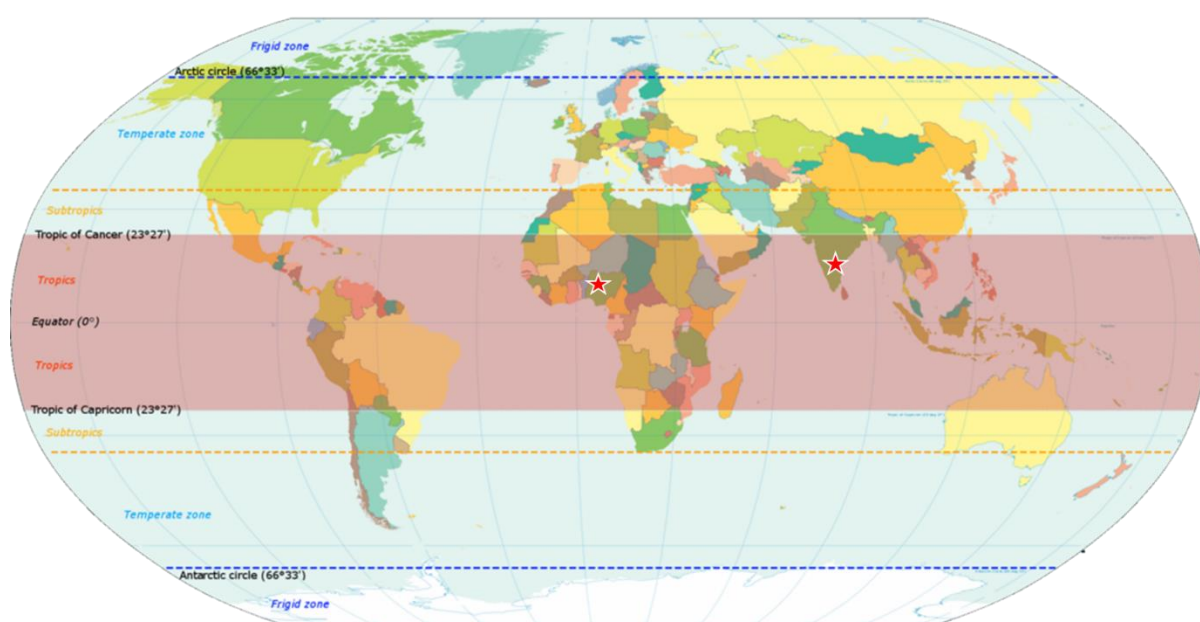 Frigid zone
Arctic circle (66°33')
Temperate zone
Subtropics
Tropic of Cancer (23°27')
Tropics
Equator (0°)
Tropics
Tropic of Capricorn (23°27')
Subtropics
Temperate zone
Antarctic circle (66°33')
Frigid zone